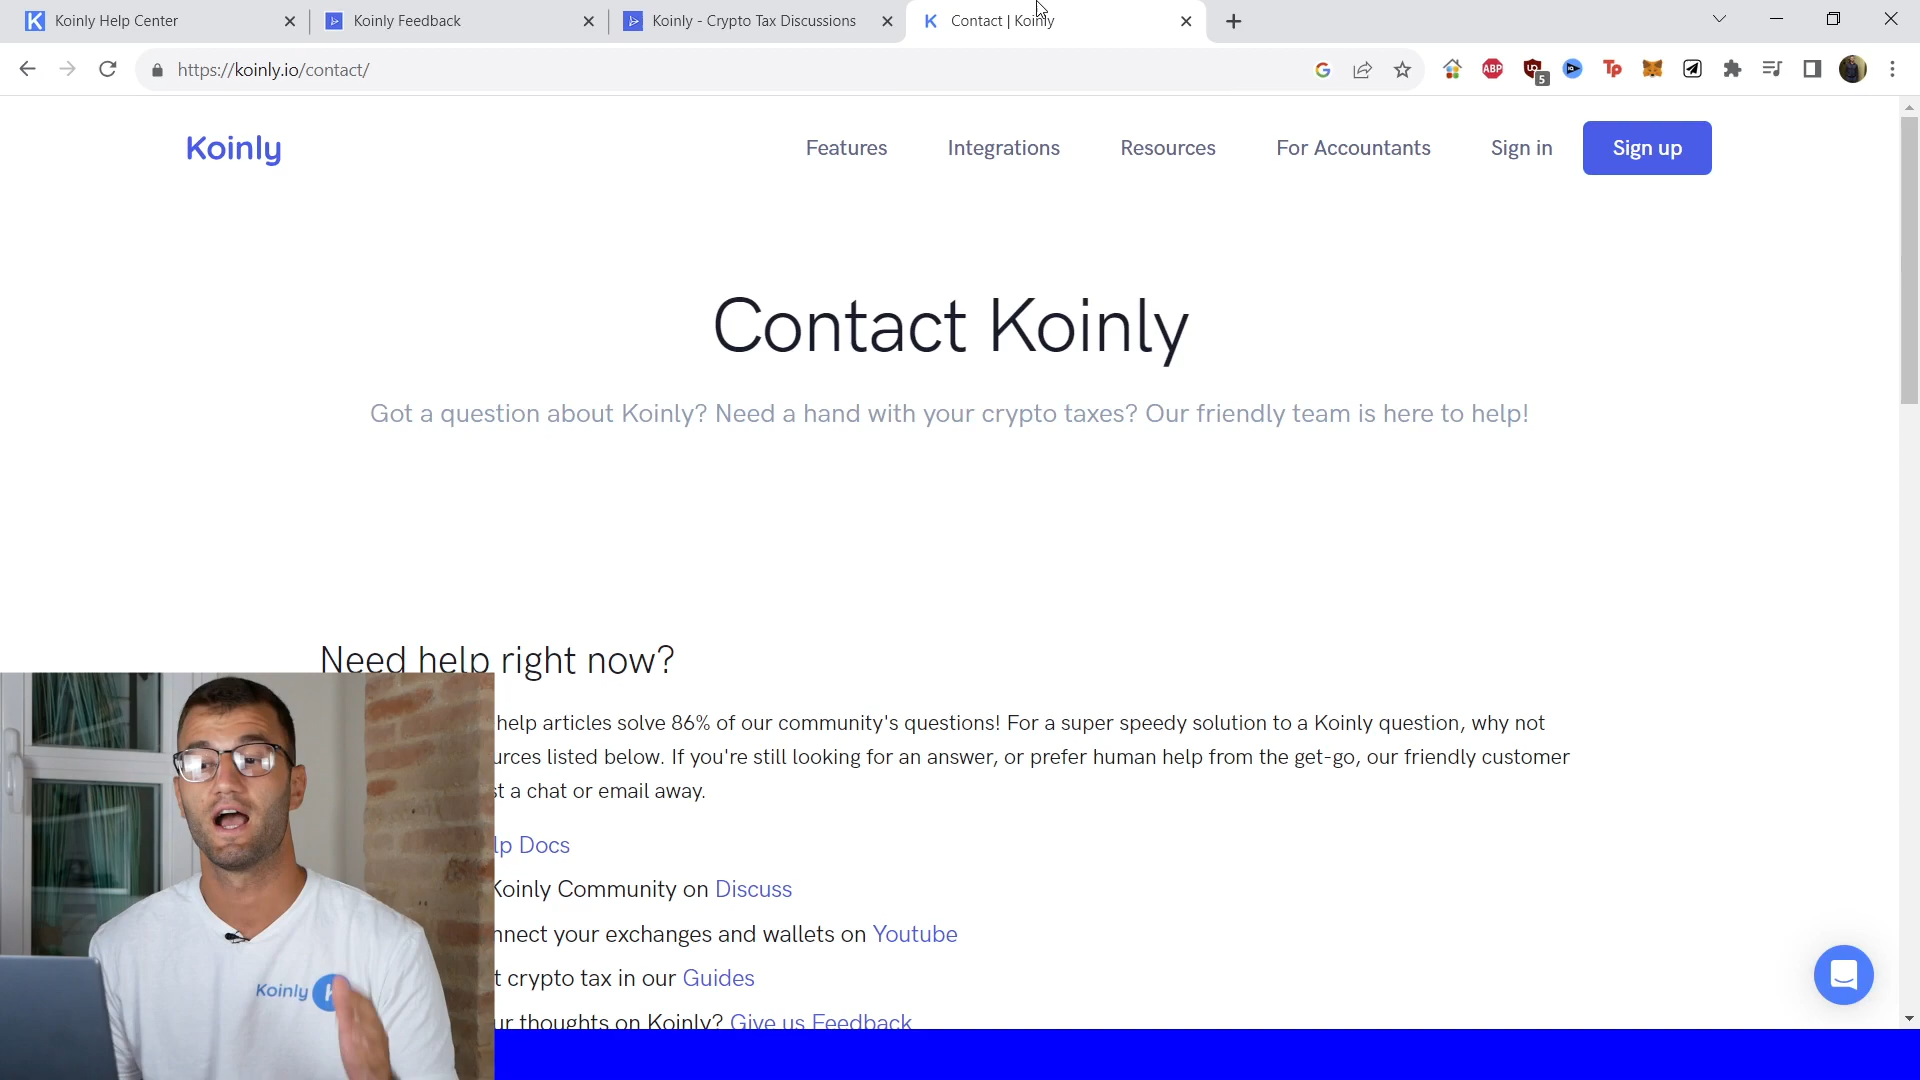 Koinly Help Center
Koinly Feedback
Koinly - Crypto Tax Discussions
Contact | Koinly
https://koinly.io/contact/
ABP
5
Tp
Koinly
Features
Integrations
Resources
For Accountants
Sign in
Sign up
Contact Koinly
Got a question about Koinly? Need a hand with your crypto taxes? Our friendly team is here to help!
Need help right now?
help articles solve 86% of our community's questions! For a super speedy solution to a Koinly question, why not
urces listed below. If you're still looking for an answer, or prefer human help from the get-go, our friendly customer
st a chat or email away.
lp Docs
Koinly Community on Discuss
nnect your exchanges and wallets on Youtube
t crypto tax in our Guides
ur thoughts on Koinly? Give us Feedback
Koinly